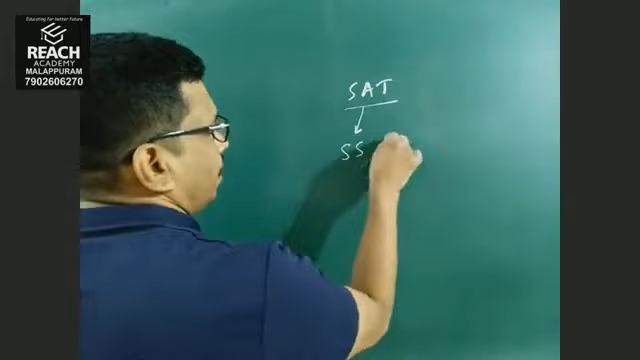 Educating for better future
REACH
ACADEMY
MALAPPURAM
7902606270
SAT
SS